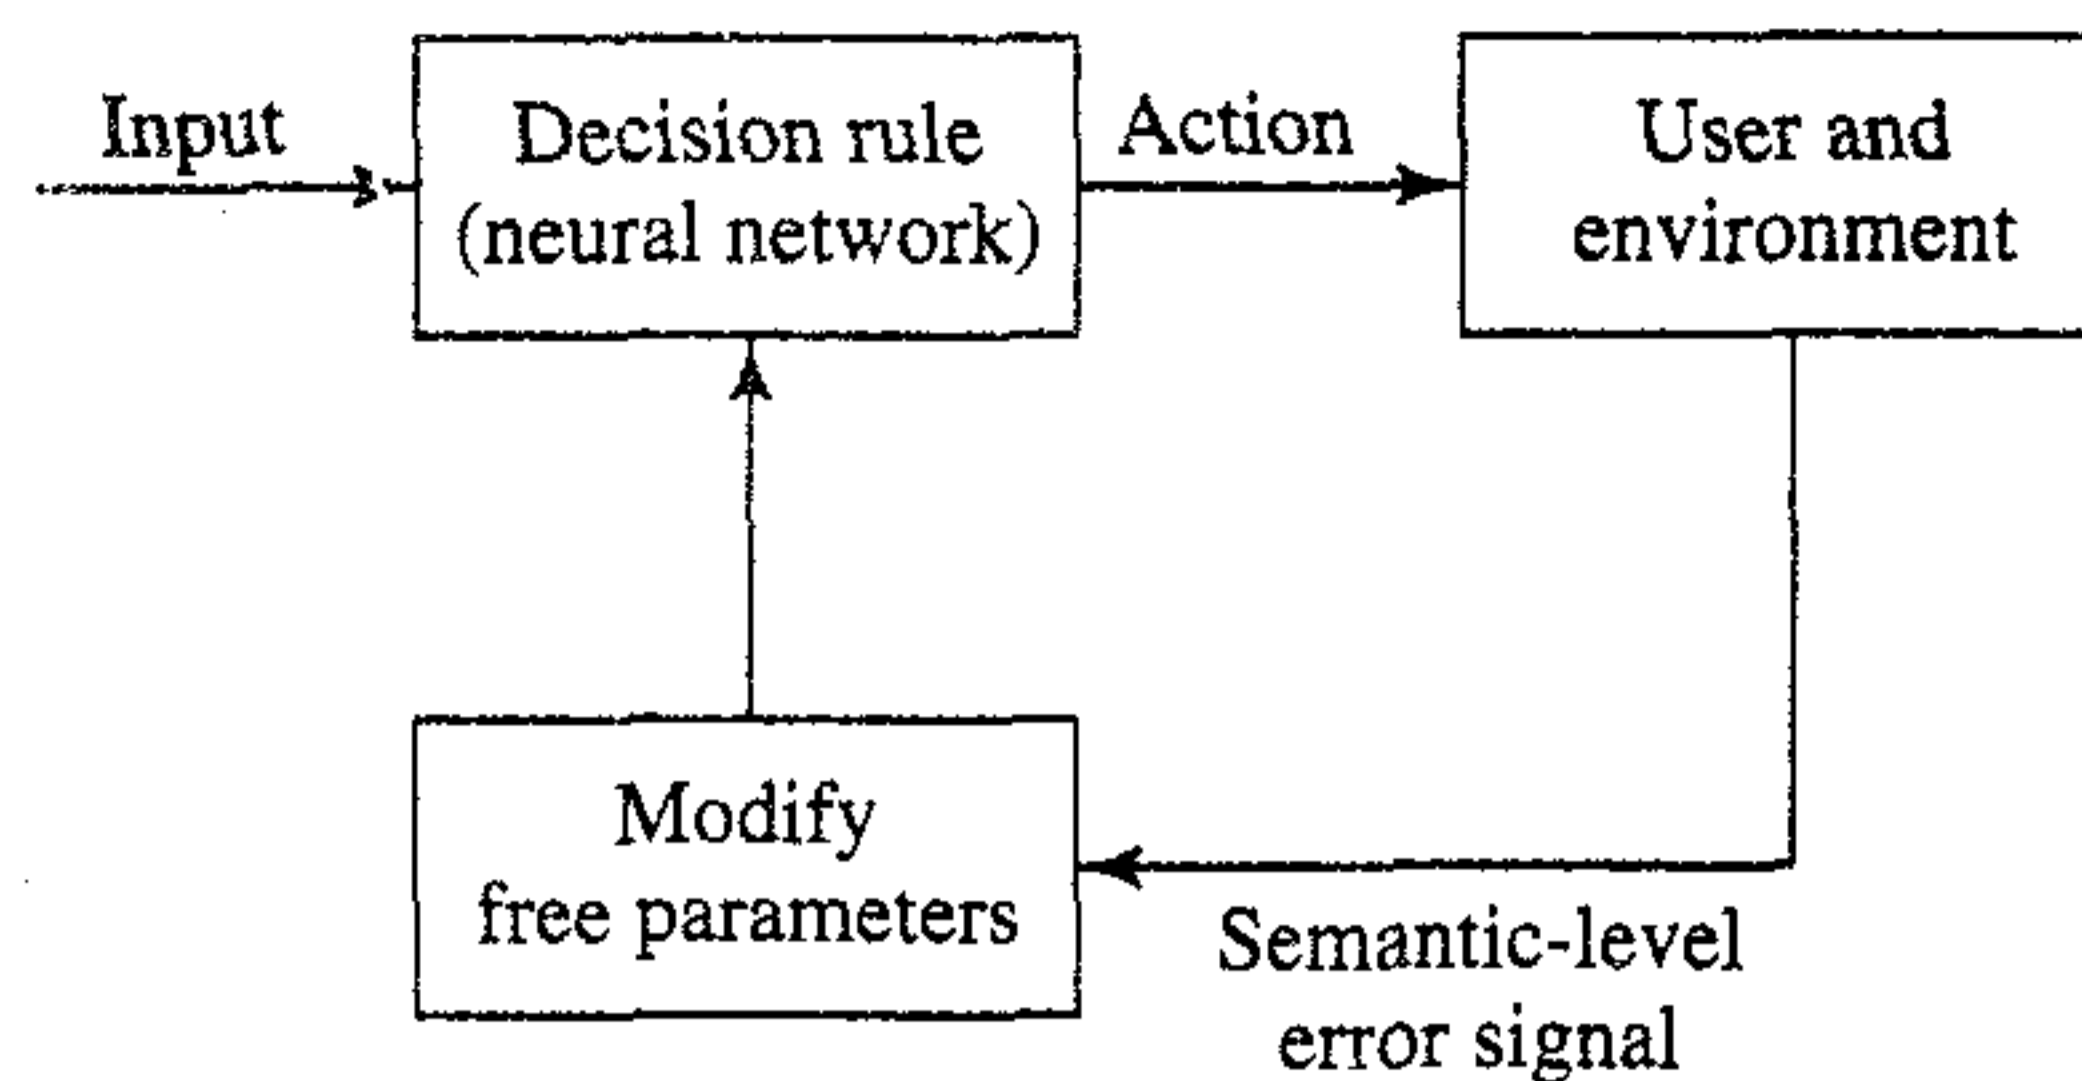 Input
Decision rule
(neural network)
Action
User and
environment
Modify
free parameters
Semantic-level
error signal